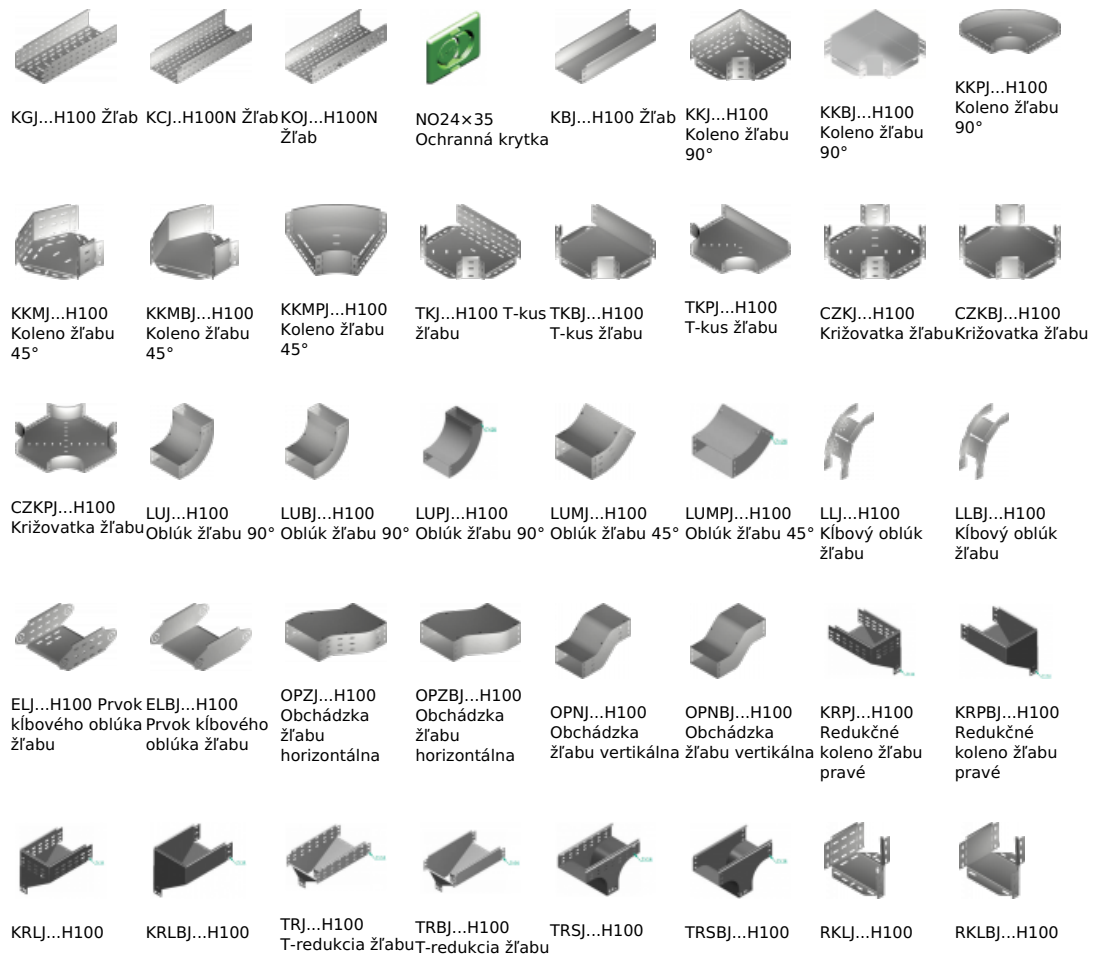 KGJ...H100 Žľab
KCJ..H100N Žľab
KOJ...H100N
Žľab
NO24×35
Ochranná krytka
KBJ...H100 Žľab
KKJ...H100
Koleno žľabu
90°
KKBJ...H100
Koleno žľabu
90°
KKPJ...H100
Koleno žľabu
90°
KKMJ...H100
Koleno žľabu
45°
KKMBJ...H100
Koleno žľabu
45°
KKMPJ...H100
Koleno žľabu
45°
TKJ...H100 T-kus
žľabu
TKBJ...H100
T-kus žľabu
TKPJ...H100
T-kus žľabu
CZKJ...H100
Križovatka žľabu
CZKBJ...H100
Križovatka žľabu
CZKPJ...H100
Križovatka žľabu
LUJ...H100
Oblúk žľabu 90°
LUBJ...H100
Oblúk žľabu 90°
LUPJ...H100
Oblúk žľabu 90°
LUMJ...H100
Oblúk žľabu 45°
LUMPJ...H100
Oblúk žľabu 45°
LLJ...H100
Kĺbový oblúk
žľabu
LLBJ...H100
Kĺbový oblúk
žľabu
ELJ...H100 Prvok
kĺbového oblúka
žľabu
ELBJ...H100
Prvok kĺbového
oblúka žľabu
OPZJ...H100
Obchádzka
žľabu
horizontálna
OPZBJ...H100
Obchádzka
žľabu
horizontálna
OPNJ...H100
Obchádzka
žľabu vertikálna
OPNBJ...H100
Obchádzka
žľabu vertikálna
KRPJ...H100
Redukčné
koleno žľabu
pravé
KRPBJ...H100
Redukčné
koleno žľabu
pravé
KRLJ...H100
KRLBJ...H100
TRJ...H100
T-redukcia žľabu
TRBJ...H100
T-redukcia žľabu
TRSJ...H100
TRSBJ...H100
RKLJ...H100
RKLBJ...H100